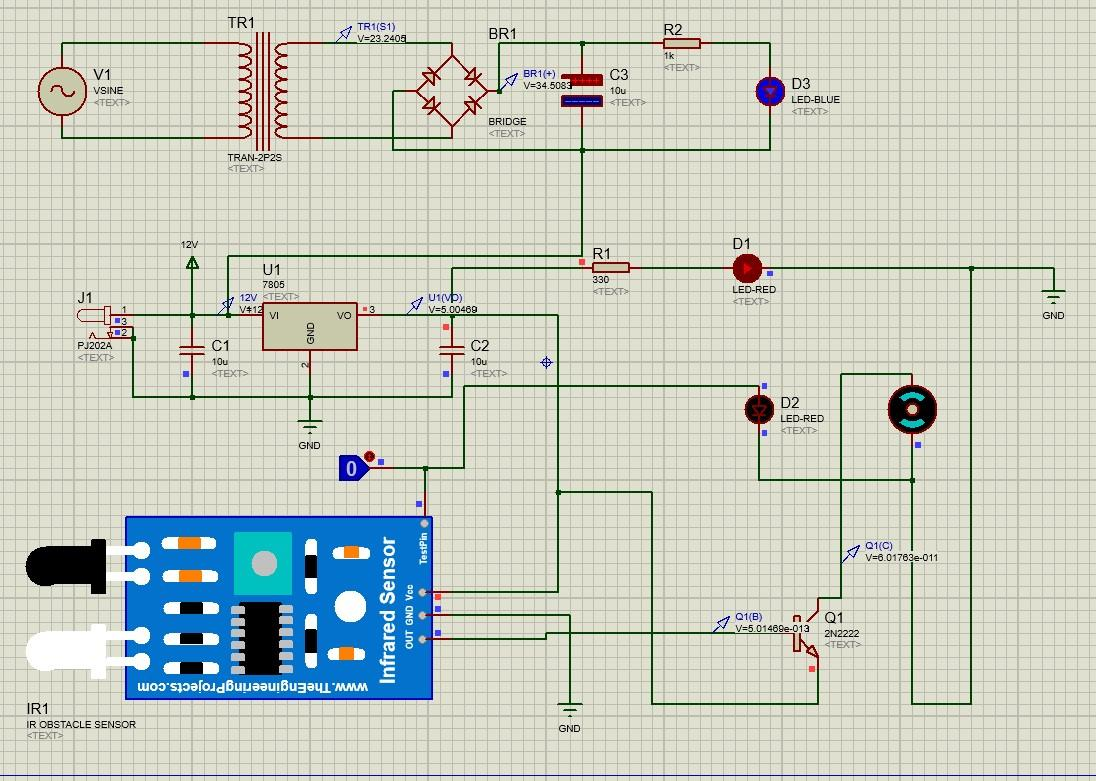 TR1
TR1(S1)
V=23.2405
V1
VSINE
<TEXT>
TRAN-2P2S
<TEXT>
BR1
BR1(+)
V=34.5083
BRIDGE
<TEXT>
C3
10u
<TEXT>
R2
1k
<TEXT>
D3
LED-BLUE
<TEXT>
12V
J1
1
3
2
PJ202A
<TEXT>
12V
V=12
U1
7805
<TEXT>
VI
VO
GND
3
2
U1(VO)
V=5.00469
R1
330
<TEXT>
D1
LED-RED
<TEXT>
GND
C1
10u
<TEXT>
C2
10u
<TEXT>
GND
D2
LED-RED
<TEXT>
0
TestPin
Vcc
GND
OUT
Infrared Sensor
www.TheEngineeringProjects.com
IR1
IR OBSTACLE SENSOR
<TEXT>
GND
Q1(C)
V=6.01763e-011
Q1(B)
V=5.01469e-013
Q1
2N2222
<TEXT>